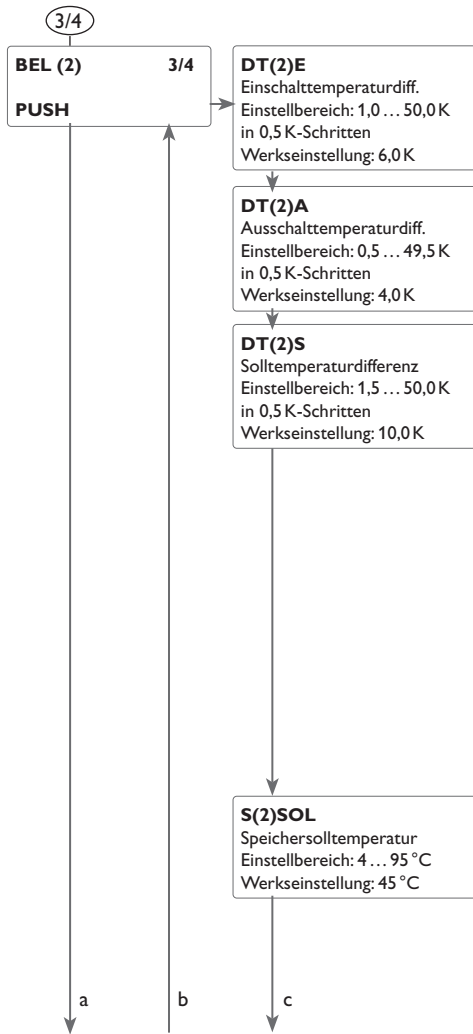 3/4
BEL (2) 3/4
PUSH
DT(2)E
Einschalttemperaturdiff.
Einstellbereich: 1,0 … 50,0 K
in 0,5 K-Schritten
Werkseinstellung: 6,0 K
DT(2)A
Ausschalttemperaturdiff.
Einstellbereich: 0,5 … 49,5 K
in 0,5 K-Schritten
Werkseinstellung: 4,0 K
DT(2)S
Solltemperaturdifferenz
Einstellbereich: 1,5 … 50,0 K
in 0,5 K-Schritten
Werkseinstellung: 10,0 K
S(2)SOL
Speichersolltemperatur
Einstellbereich: 4 … 95 °C
Werkseinstellung: 45 °C
a b c